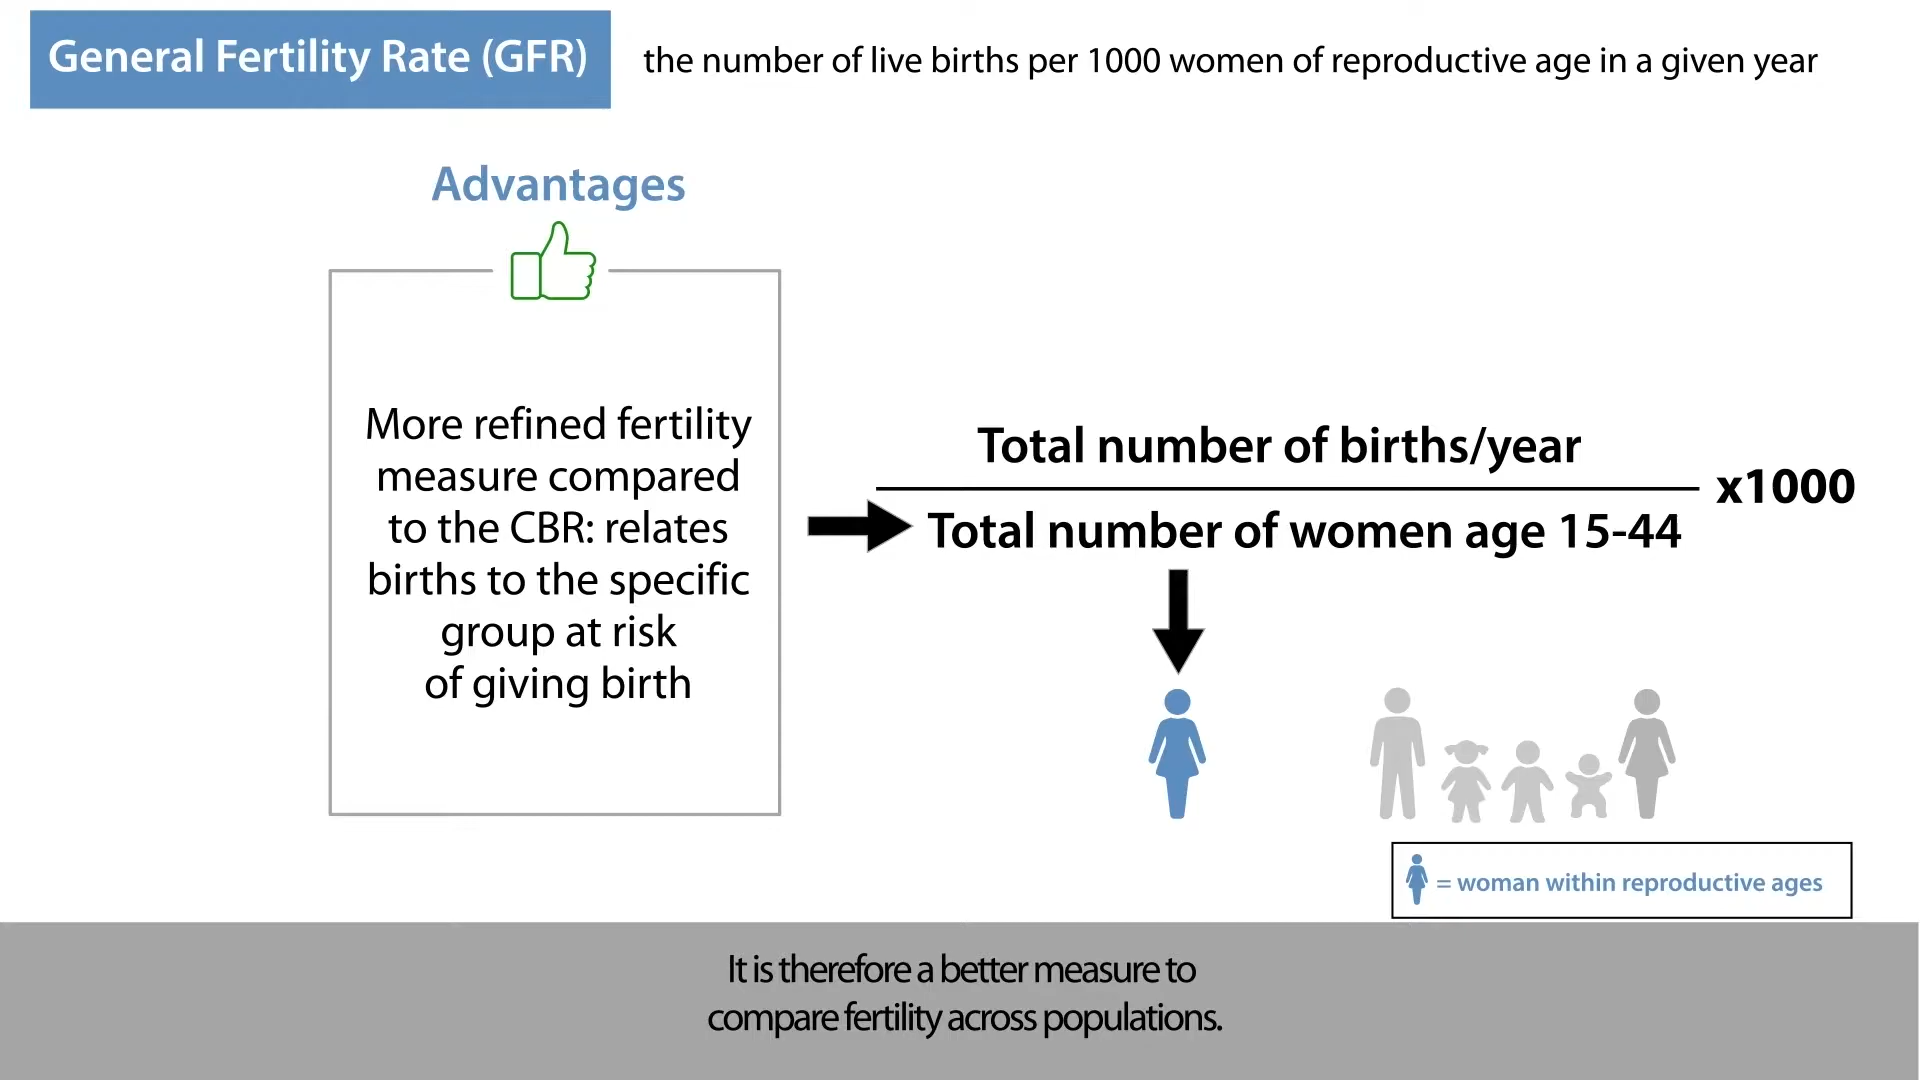 General Fertility Rate (GFR)
the number of live births per 1000 women of reproductive age in a given year
Advantages
More refined fertility
measure compared
to the CBR: relates
births to the specific
group at risk
of giving birth
Total number of births/year
x1000
Total number of women age 15-44
= woman within reproductive ages
It is therefore a better measure to
compare fertility across populations.